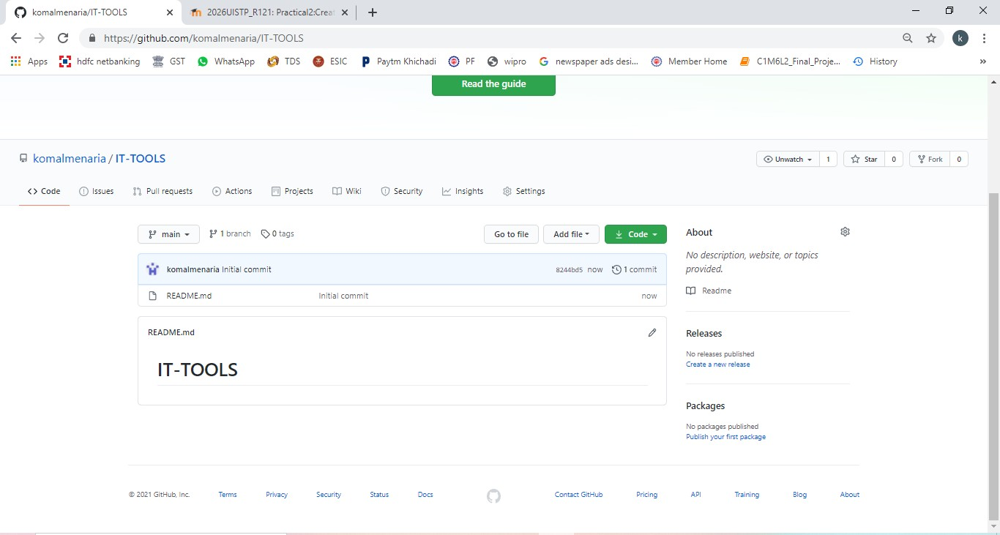 komalmenaria/IT-TOOLS
2026UISTP_R121: Practical2:Creat
https://github.com/komalmenaria/IT-TOOLS
k
Apps hdfc netbanking GST WhatsApp TDS ESIC Paytm Khichadi PF wipro newspaper ads desi... Member Home C1M6L2_Final_Proje... History »
Read the guide
komalmenaria / IT-TOOLS
Unwatch 1 Star 0 Fork 0
Code Issues Pull requests Actions Projects Wiki Security Insights Settings
main 1 branch 0 tags Go to file Add file Code
komalmenaria Initial commit 8244bd5 now 1 commit
README.md Initial commit now
README.md
IT-TOOLS
About
No description, website, or topics
provided.
Readme
Releases
No releases published
Create a new release
Packages
No packages published
Publish your first package
© 2021 GitHub, Inc. Terms Privacy Security Status Docs Contact GitHub Pricing API Training Blog About